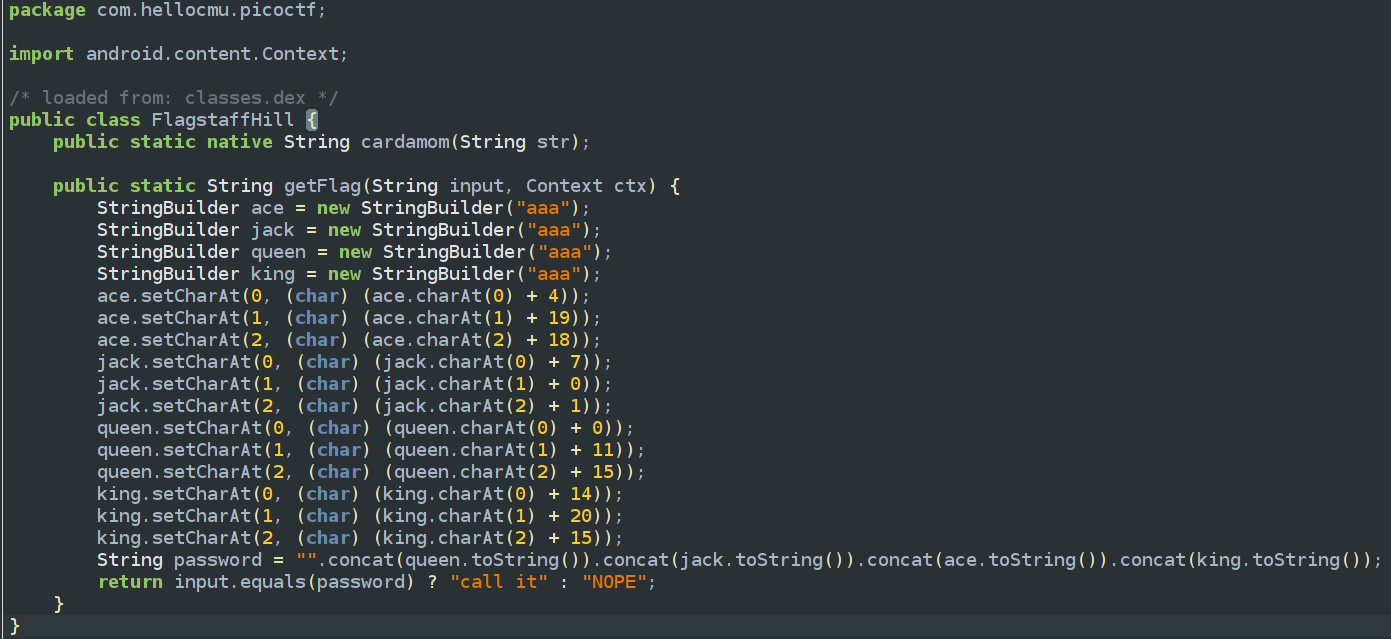 package com.hellocmu.picoctf;
import android.content.Context;
/* loaded from: classes.dex */
public class FlagstaffHill {
    public static native String cardamom(String str);
    public static String getFlag(String input, Context ctx) {
        StringBuilder ace = new StringBuilder("aaa");
        StringBuilder jack = new StringBuilder("aaa");
        StringBuilder queen = new StringBuilder("aaa");
        StringBuilder king = new StringBuilder("aaa");
        ace.setCharAt(0, (char) (ace.charAt(0) + 4));
        ace.setCharAt(1, (char) (ace.charAt(1) + 19));
        ace.setCharAt(2, (char) (ace.charAt(2) + 18));
        jack.setCharAt(0, (char) (jack.charAt(0) + 7));
        jack.setCharAt(1, (char) (jack.charAt(1) + 0));
        jack.setCharAt(2, (char) (jack.charAt(2) + 1));
        queen.setCharAt(0, (char) (queen.charAt(0) + 0));
        queen.setCharAt(1, (char) (queen.charAt(1) + 11));
        queen.setCharAt(2, (char) (queen.charAt(2) + 15));
        king.setCharAt(0, (char) (king.charAt(0) + 14));
        king.setCharAt(1, (char) (king.charAt(1) + 20));
        king.setCharAt(2, (char) (king.charAt(2) + 15));
        String password = "".concat(queen.toString()).concat(jack.toString()).concat(ace.toString()).concat(king.toString());
        return input.equals(password) ? "call it" : "NOPE";
    }
}